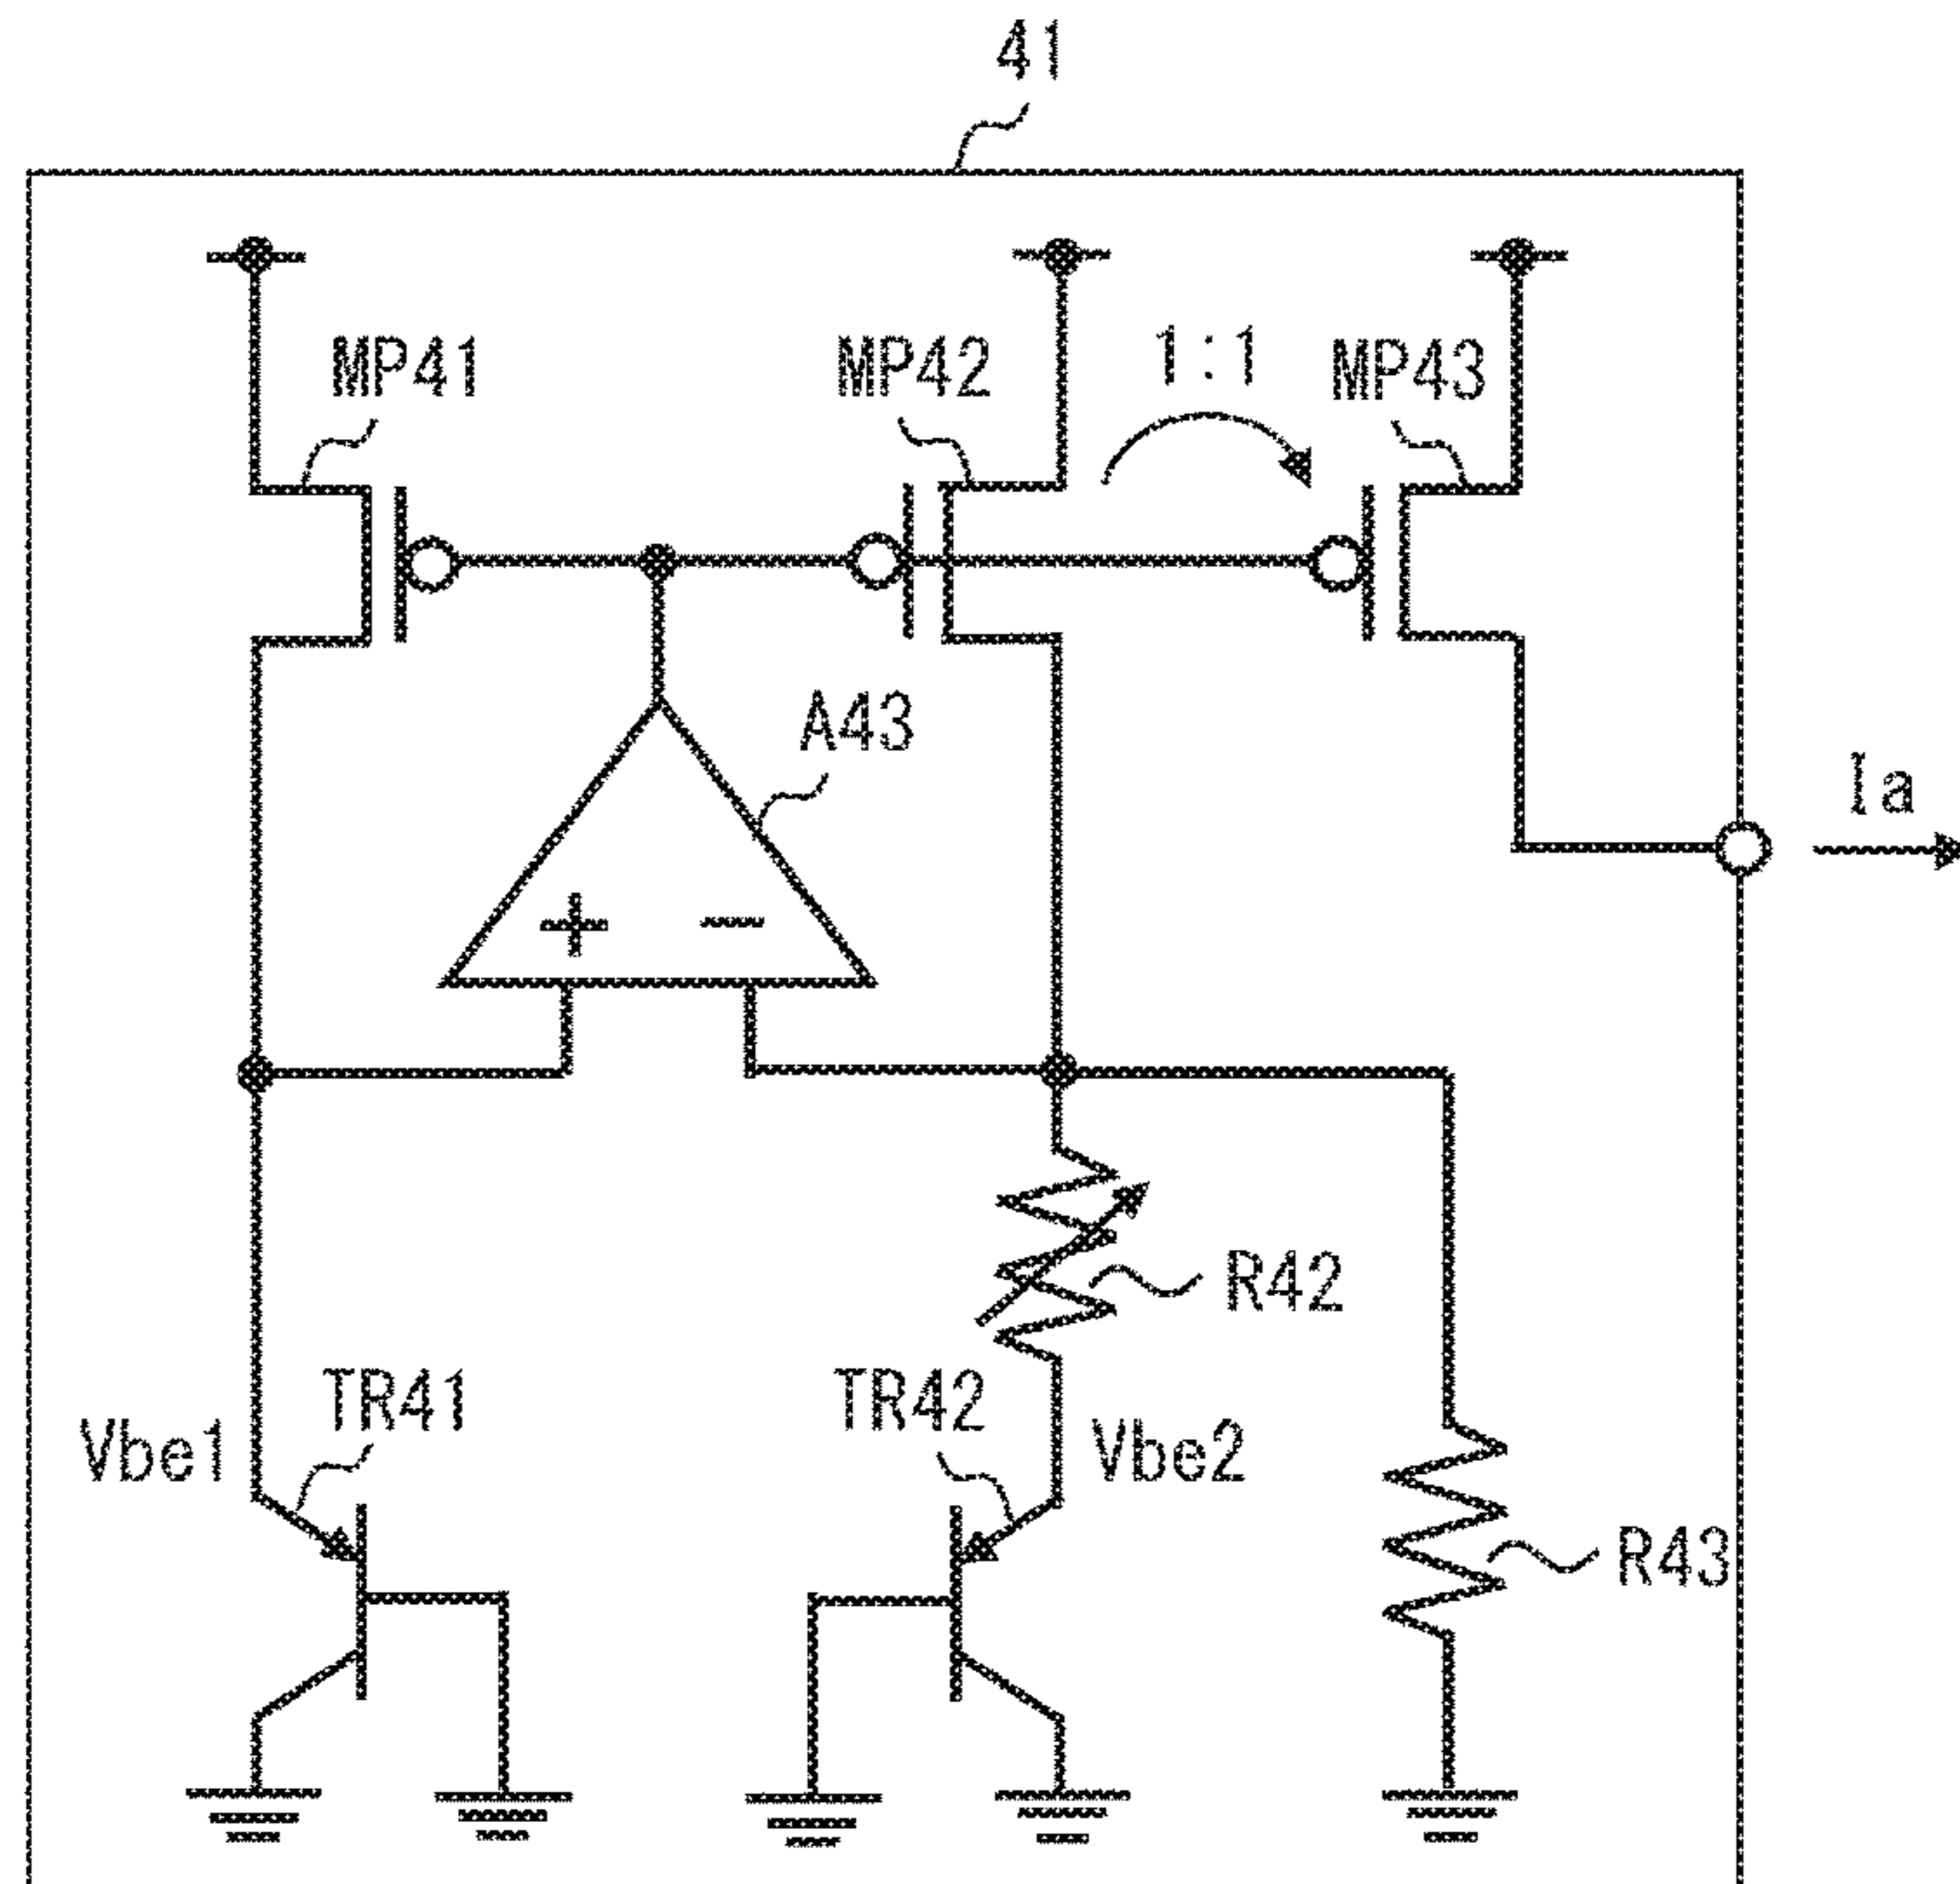 41
MP41
MP42
1:1
MP43
A43
Ia
+
-
R42
TR41
TR42
Vbe1
Vbe2
R43